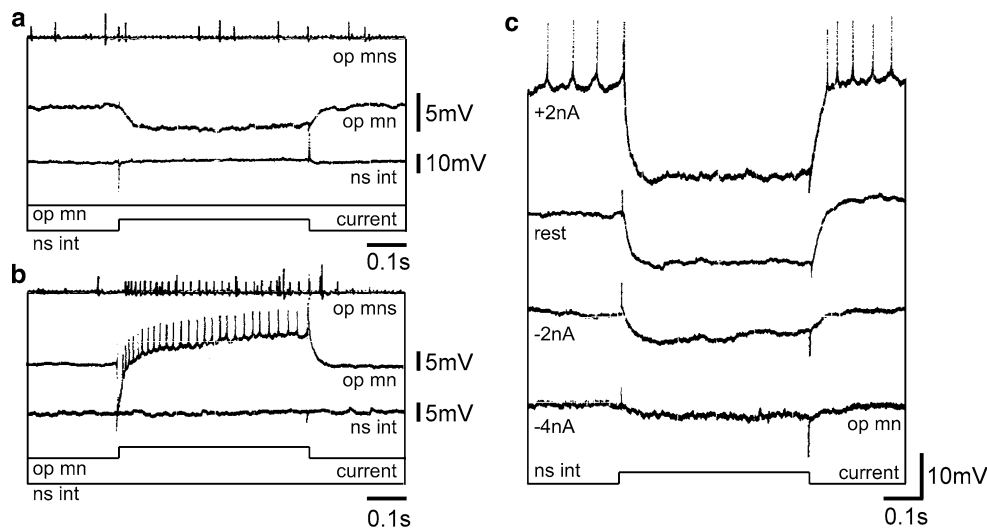 a
op mns
op mn
5mV
10mV
ns int
op mn
current
ns int
0.1s
b
op mns
op mn
5mV
ns int
5mV
op mn
current
ns int
0.1s
c
+2nA
rest
-2nA
-4nA
op mn
ns int
current
10mV
0.1s